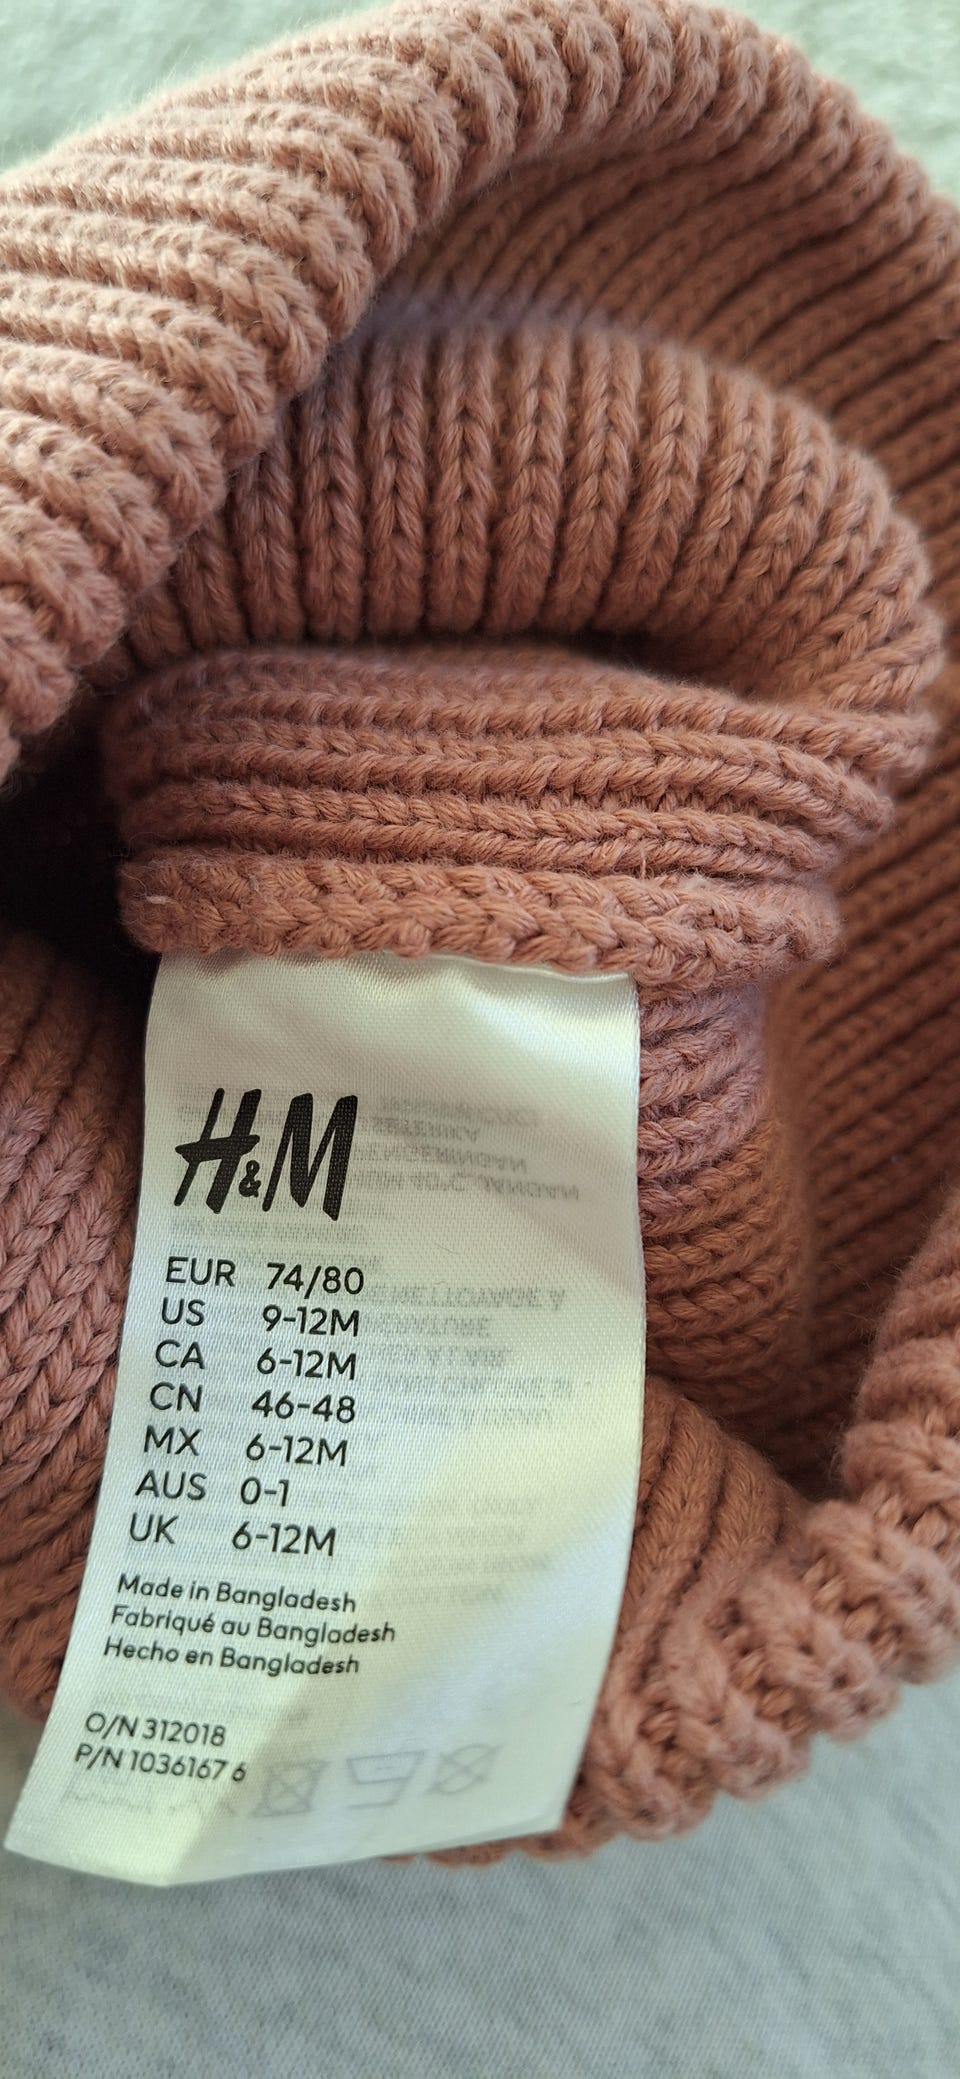 H&M
EUR 74/80
US 9-12M
CA 6-12M
CN 46-48
MX 6-12M
AUS 0-1
UK 6-12M
Made in Bangladesh
Fabriqué au Bangladesh
Hecho en Bangladesh
O/N 312018
P/N 1036167 6